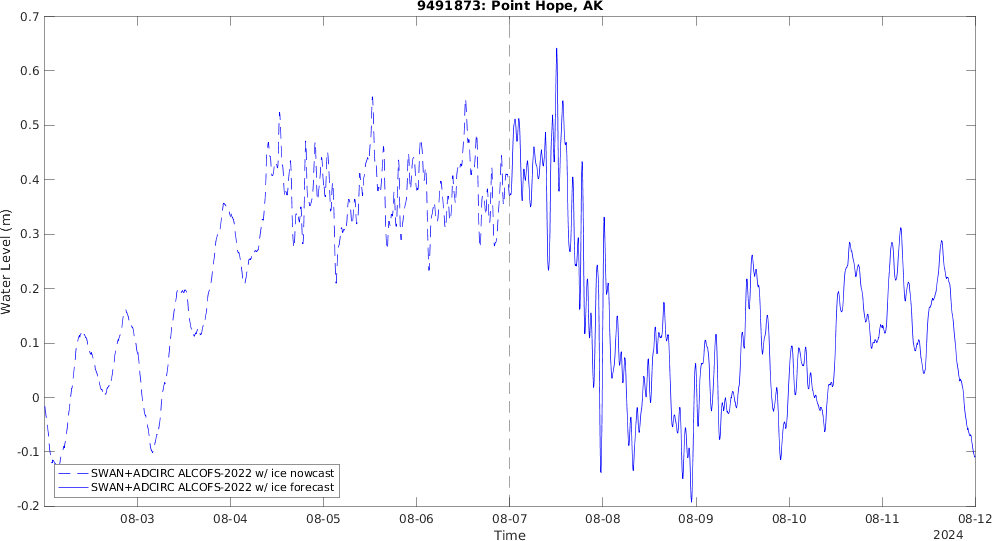 9491873: Point Hope, AK
0.7
0.6
0.5
0.4
0.3
0.2
0.1
0
-0.1
-0.2
Water Level (m)
SWAN+ADCIRC ALCOFS-2022 w/ ice nowcast
SWAN+ADCIRC ALCOFS-2022 w/ ice forecast
08-03 08-04 08-05 08-06 08-07 08-08 08-09 08-10 08-11 08-12
Time
2024